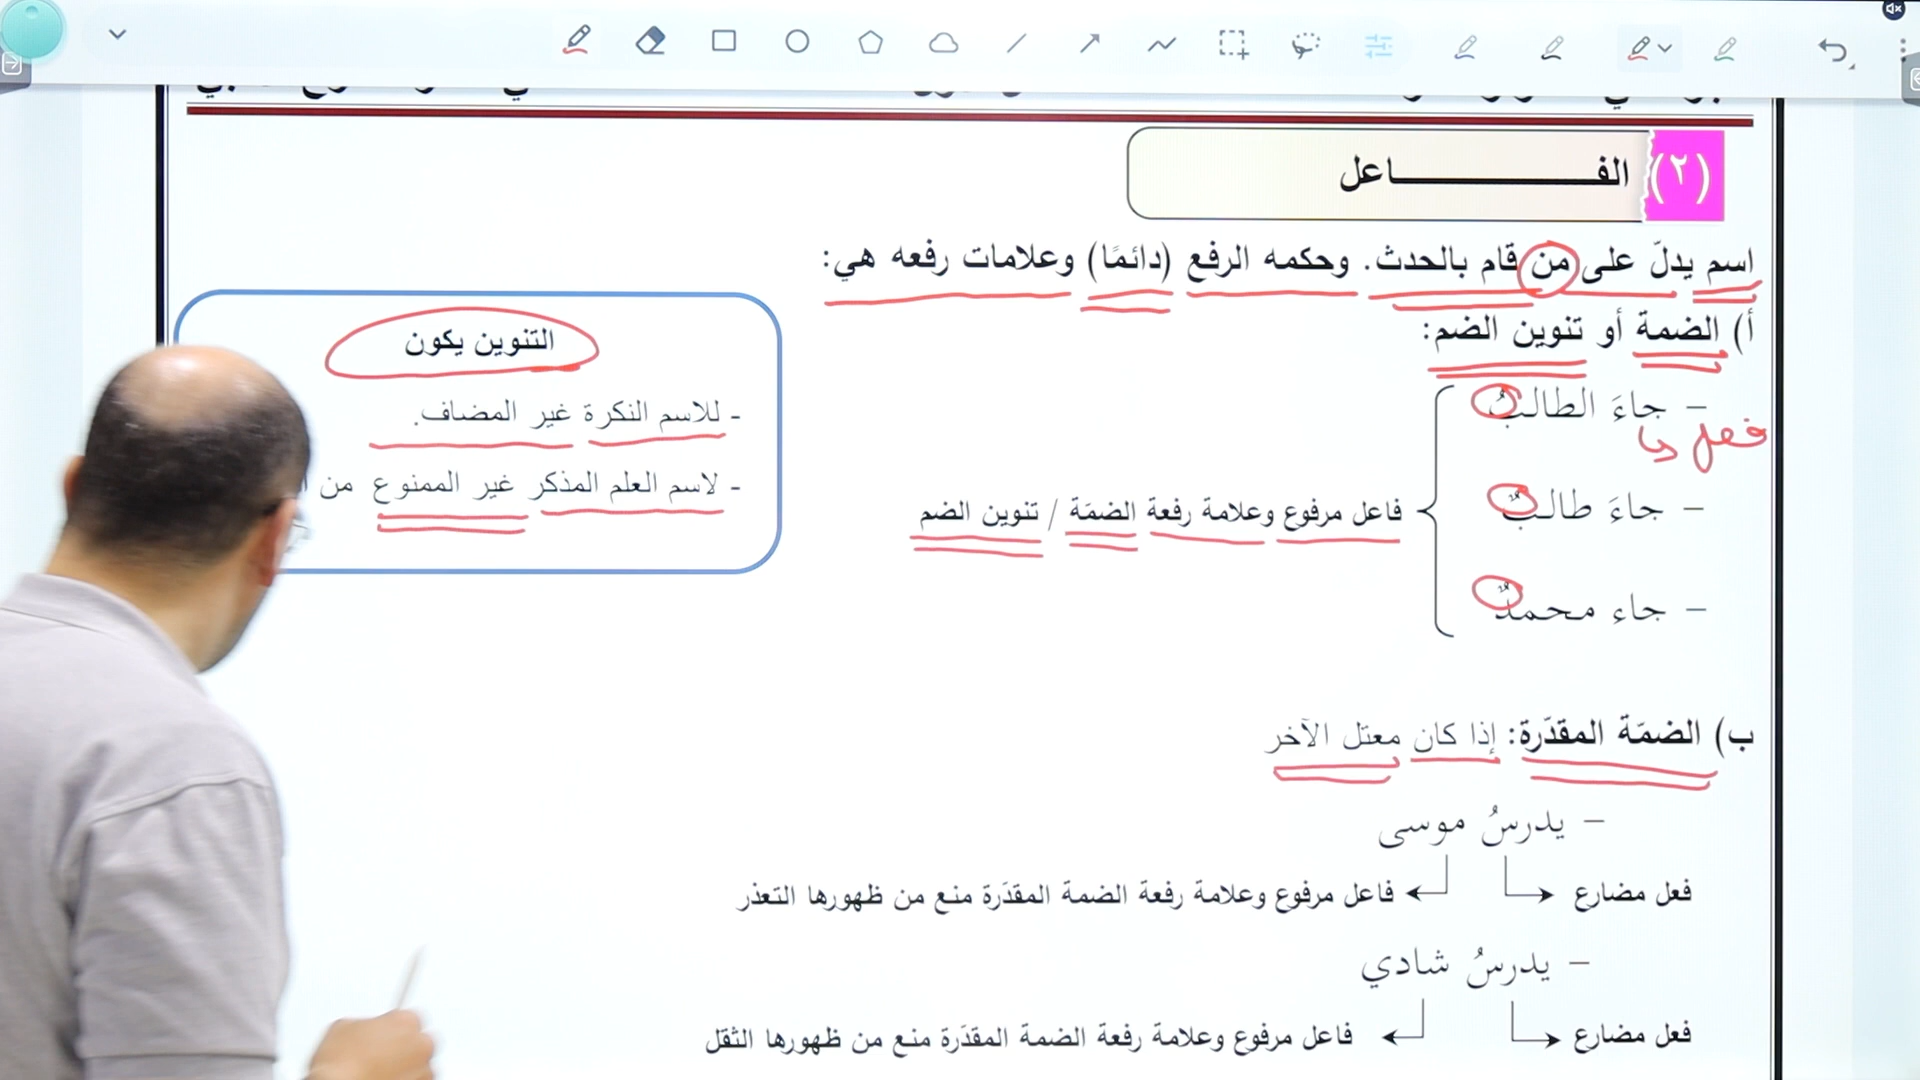 (٢) الفـــــــاعل
اسم يدلّ على من قام بالحدث. وحكمه الرفع (دائمًا) وعلامات رفعه هي:
أ) الضمة أو تنوين الضم:
– جاءَ الطالبُ
فعل
– جاءَ طالبٌ
– جاء محمدٌ
فاعل مرفوع وعلامة رفعة الضمّة / تنوين الضم
التنوين يكون
- للاسم النكرة غير المضاف.
- لاسم العلم المذكر غير الممنوع من
ب) الضمّة المقدّرة: إذا كان معتل الآخر
– يدرسُ موسى
فعل مضارع
فاعل مرفوع وعلامة رفعة الضمة المقدَرة منع من ظهورها التعذر
– يدرسُ شادي
فعل مضارع
فاعل مرفوع وعلامة رفعة الضمة المقدَرة منع من ظهورها الثقل